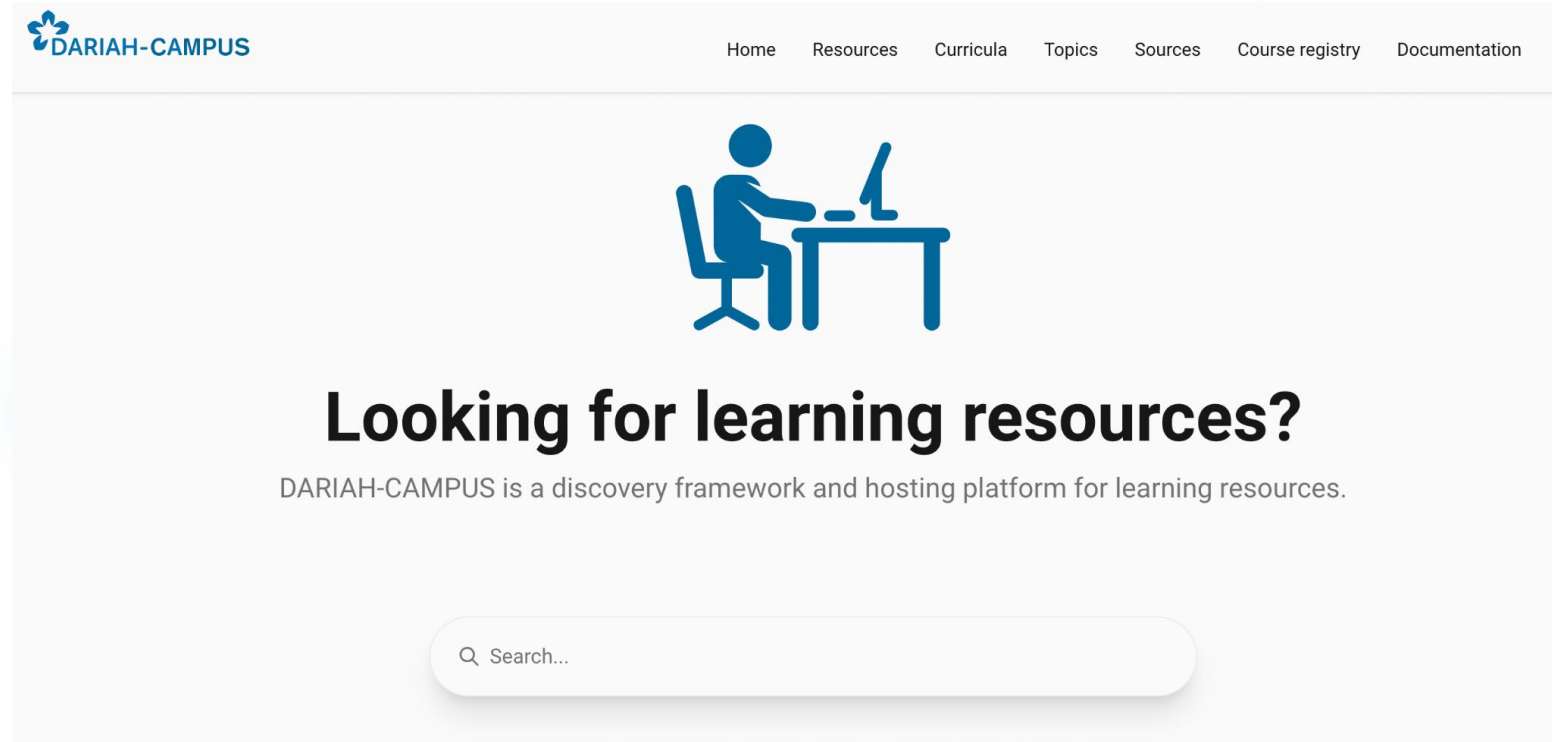 DARIAH-CAMPUS
Home Resources Curricula Topics Sources Course registry Documentation
Looking for learning resources?
DARIAH-CAMPUS is a discovery framework and hosting platform for learning resources.
Search...